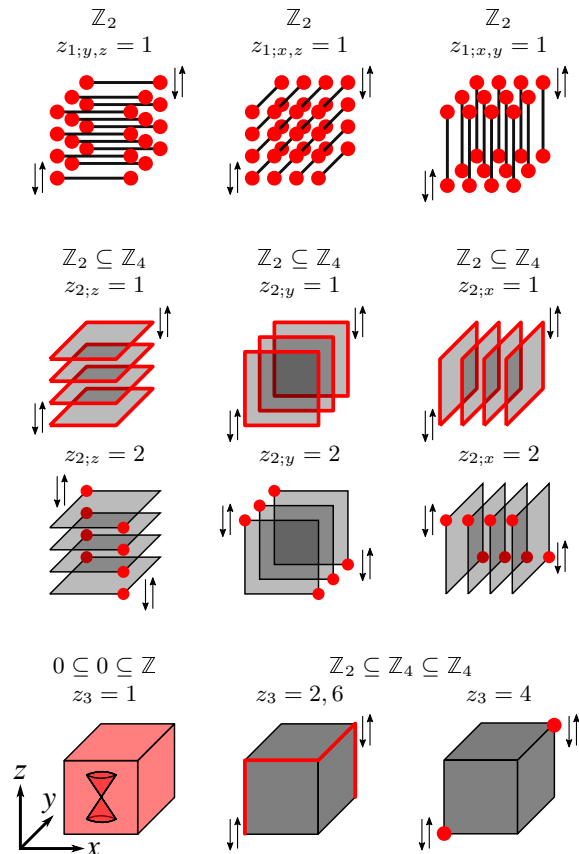 ℤ₂ ℤ₂ ℤ₂
z₁;y,z = 1 z₁;x,z = 1 z₁;x,y = 1
ℤ₂ ⊆ ℤ₄ ℤ₂ ⊆ ℤ₄ ℤ₂ ⊆ ℤ₄
z₂;z = 1 z₂;y = 1 z₂;x = 1
z₂;z = 2 z₂;y = 2 z₂;x = 2
0 ⊆ 0 ⊆ ℤ ℤ₂ ⊆ ℤ₄ ⊆ ℤ₄
z₃ = 1 z₃ = 2, 6 z₃ = 4
z
y
x